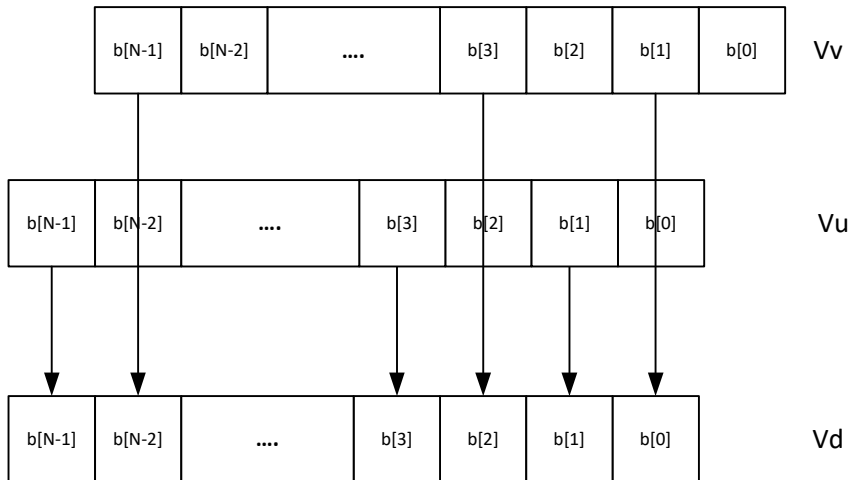 b[N-1] b[N-2] .... b[3] b[2] b[1] b[0] Vv
b[N-1] b[N-2] .... b[3] b[2] b[1] b[0] Vu
b[N-1] b[N-2] .... b[3] b[2] b[1] b[0] Vd